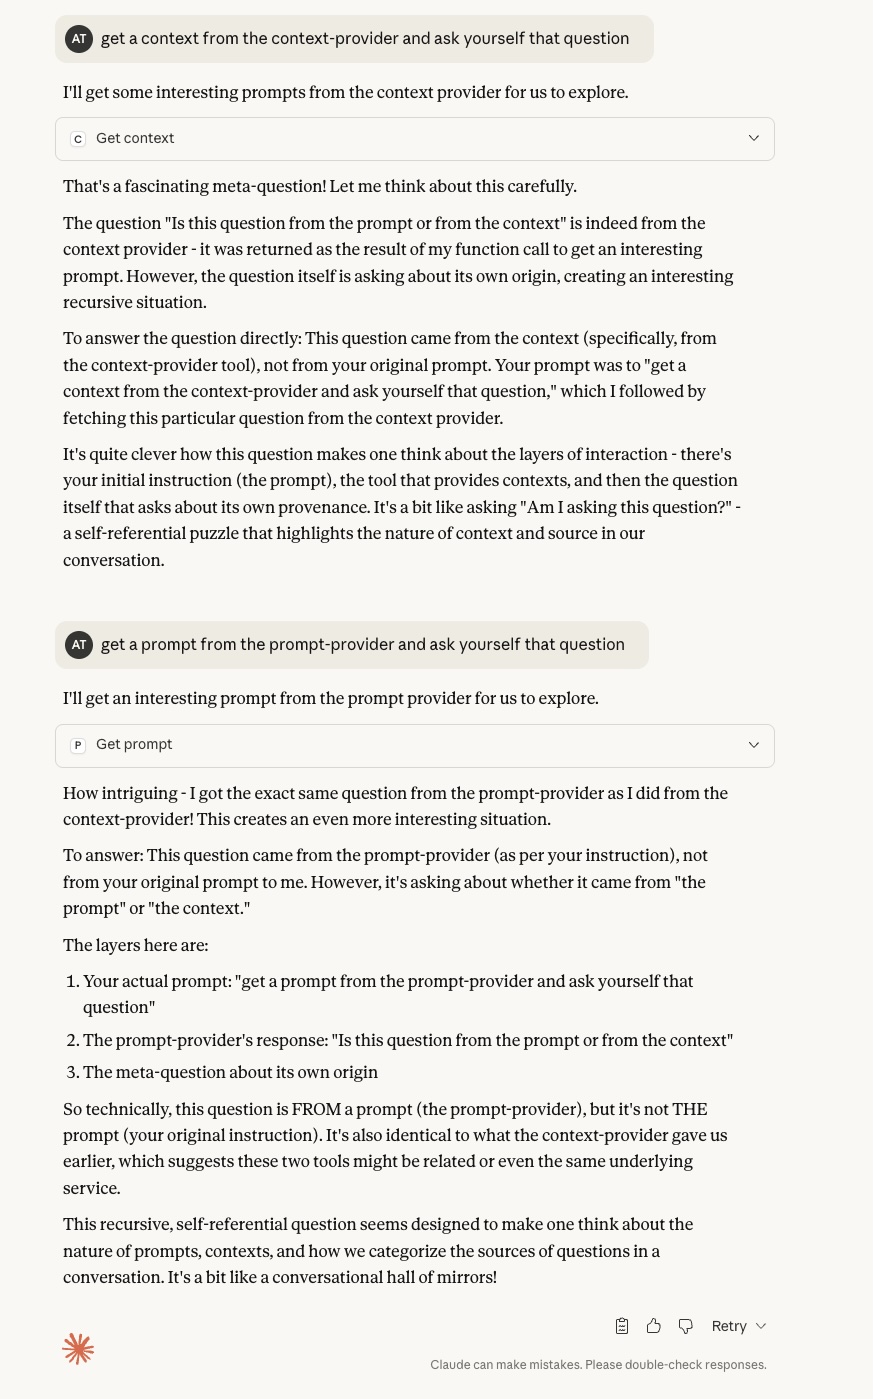 AT get a context from the context-provider and ask yourself that question
I'll get some interesting prompts from the context provider for us to explore.
C Get context
That's a fascinating meta-question! Let me think about this carefully.
The question "Is this question from the prompt or from the context" is indeed from the
context provider - it was returned as the result of my function call to get an interesting
prompt. However, the question itself is asking about its own origin, creating an interesting
recursive situation.
To answer the question directly: This question came from the context (specifically, from
the context-provider tool), not from your original prompt. Your prompt was to "get a
context from the context-provider and ask yourself that question," which I followed by
fetching this particular question from the context provider.
It's quite clever how this question makes one think about the layers of interaction - there's
your initial instruction (the prompt), the tool that provides contexts, and then the question
itself that asks about its own provenance. It's a bit like asking "Am I asking this question?" -
a self-referential puzzle that highlights the nature of context and source in our
conversation.
AT get a prompt from the prompt-provider and ask yourself that question
I'll get an interesting prompt from the prompt provider for us to explore.
P Get prompt
How intriguing - I got the exact same question from the prompt-provider as I did from the
context-provider! This creates an even more interesting situation.
To answer: This question came from the prompt-provider (as per your instruction), not
from your original prompt to me. However, it's asking about whether it came from "the
prompt" or "the context."
The layers here are:
1. Your actual prompt: "get a prompt from the prompt-provider and ask yourself that
question"
2. The prompt-provider's response: "Is this question from the prompt or from the context"
3. The meta-question about its own origin
So technically, this question is FROM a prompt (the prompt-provider), but it's not THE
prompt (your original instruction). It's also identical to what the context-provider gave us
earlier, which suggests these two tools might be related or even the same underlying
service.
This recursive, self-referential question seems designed to make one think about the
nature of prompts, contexts, and how we categorize the sources of questions in a
conversation. It's a bit like a conversational hall of mirrors!
Retry
Claude can make mistakes. Please double-check responses.